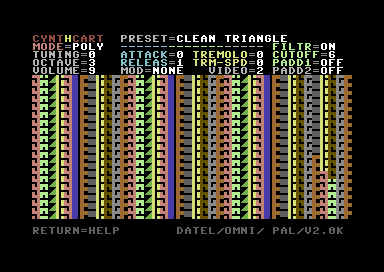 CYNTHCART PRESET=CLEAN TRIANGLE
MODE=POLY FILTR=ON
TUNING=0 ATTACK=0 TREMOLO=0 CUTOFF=6
OCTAVE=3 RELEAS=1 TRM-SPD=0 PADD1=OFF
VOLUME=9 MOD=NONE VIDEO=2 PADD2=OFF
RETURN=HELP DATEL/OMNI/ PAL/V2.0K